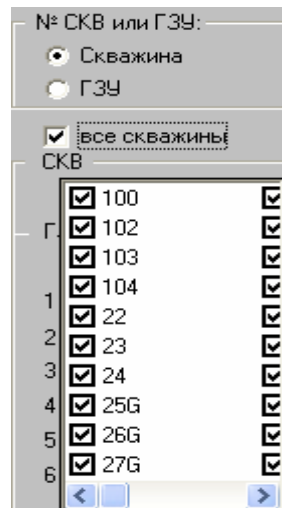 № СКВ или ГЗУ:
Скважина
ГЗУ
все скважины
СКВ
100
Г.
102
103
104
1
22
2
23
3
24
4
25G
5
26G
6
27G